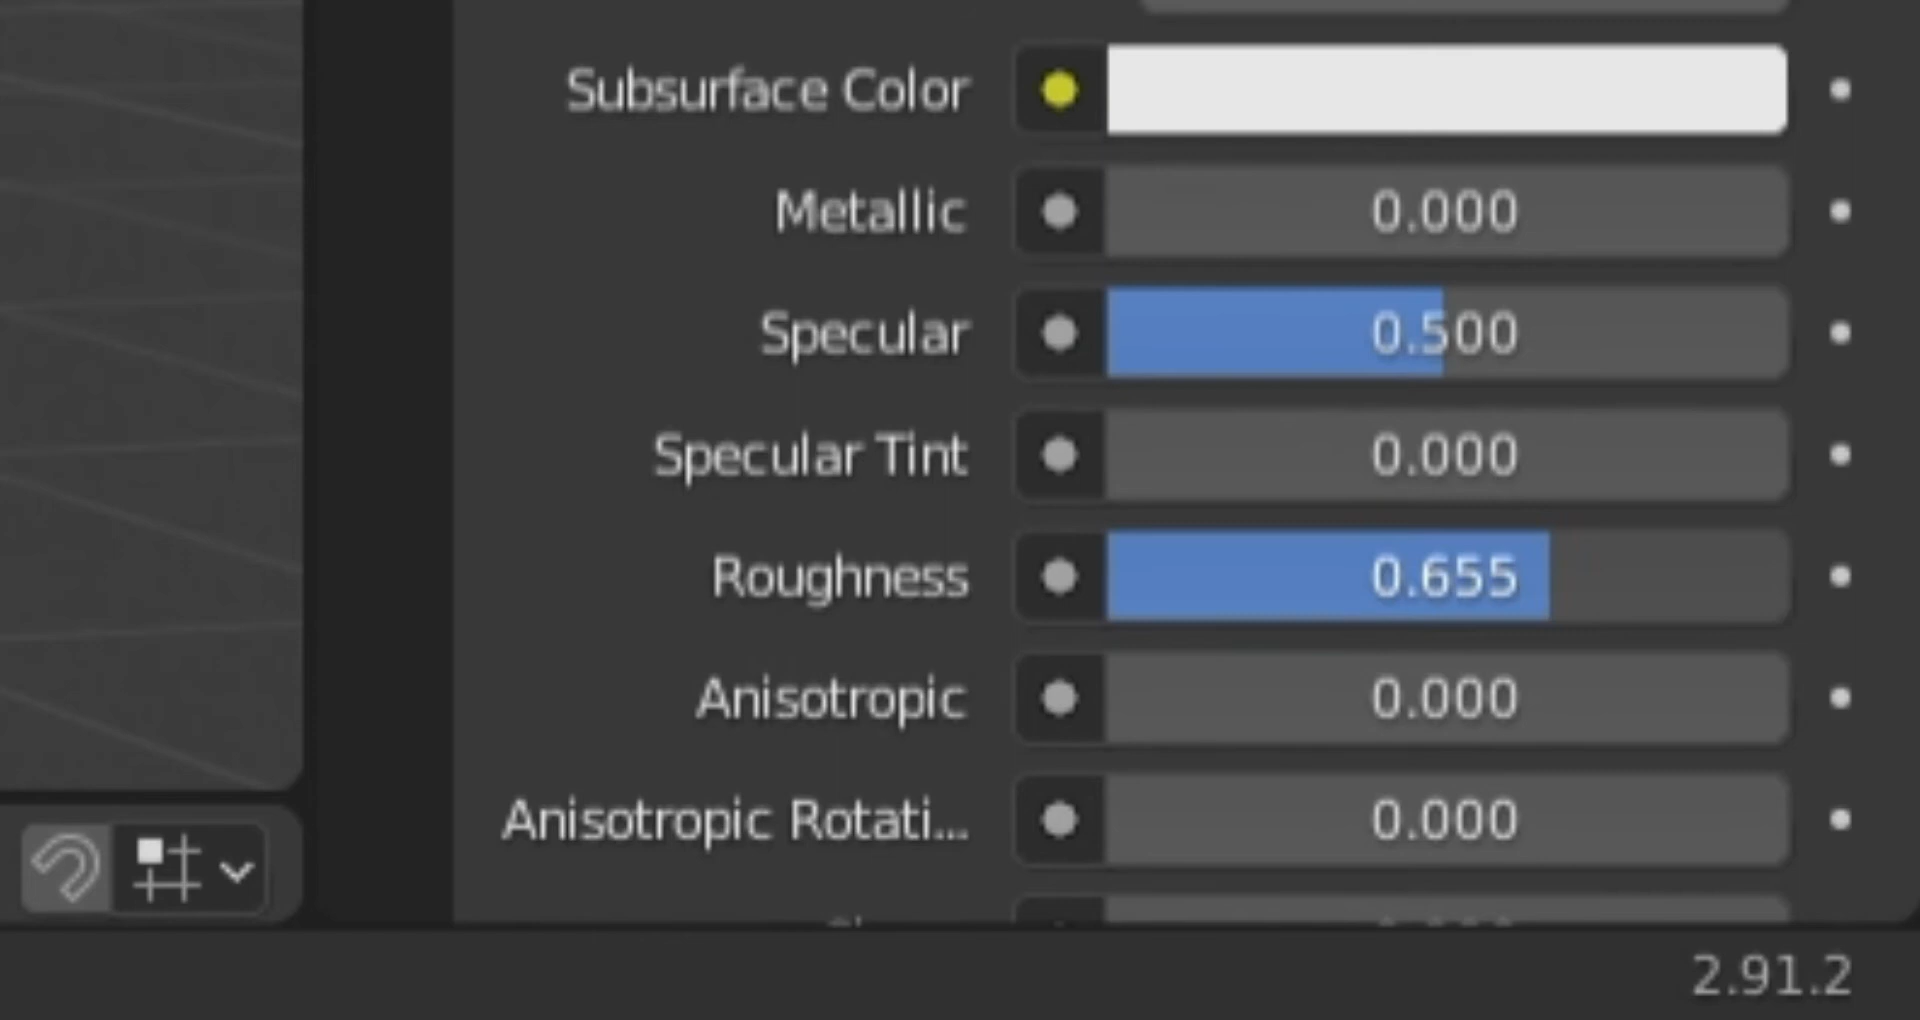 Subsurface Color
Metallic 0.000
Specular 0.500
Specular Tint 0.000
Roughness 0.655
Anisotropic 0.000
Anisotropic Rotati... 0.000
2.91.2